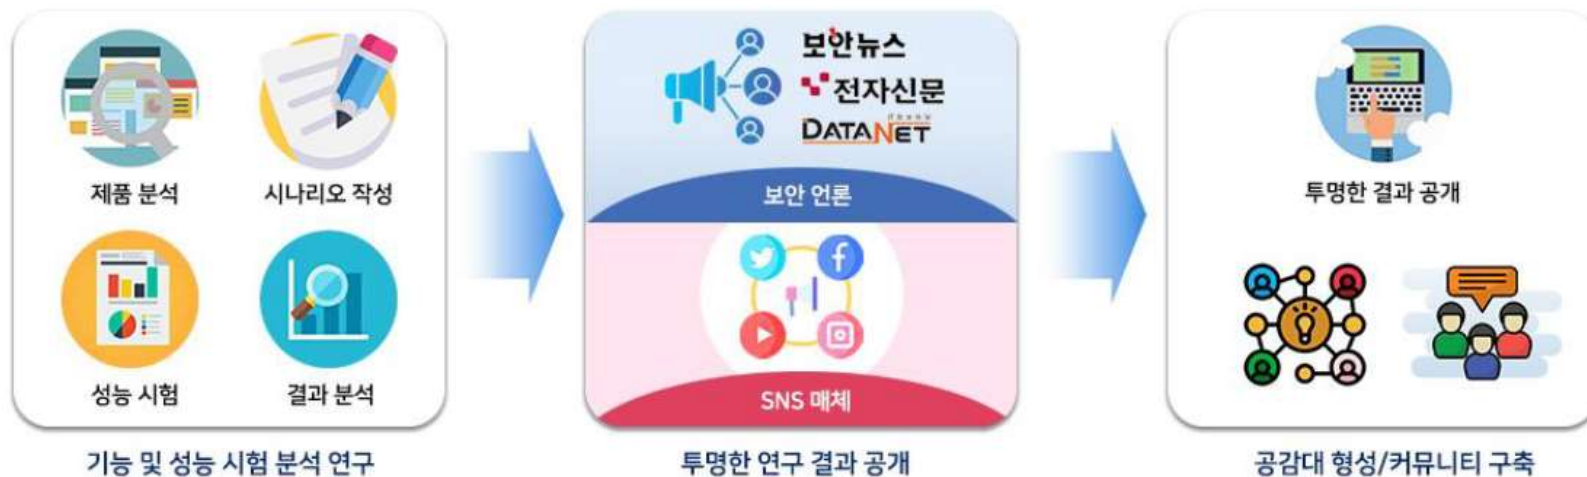 제품 분석
시나리오 작성
성능 시험
결과 분석
기능 및 성능 시험 분석 연구
보안뉴스
전자신문
DATANET
보안 언론
SNS 매체
투명한 연구 결과 공개
투명한 결과 공개
공감대 형성/커뮤니티 구축